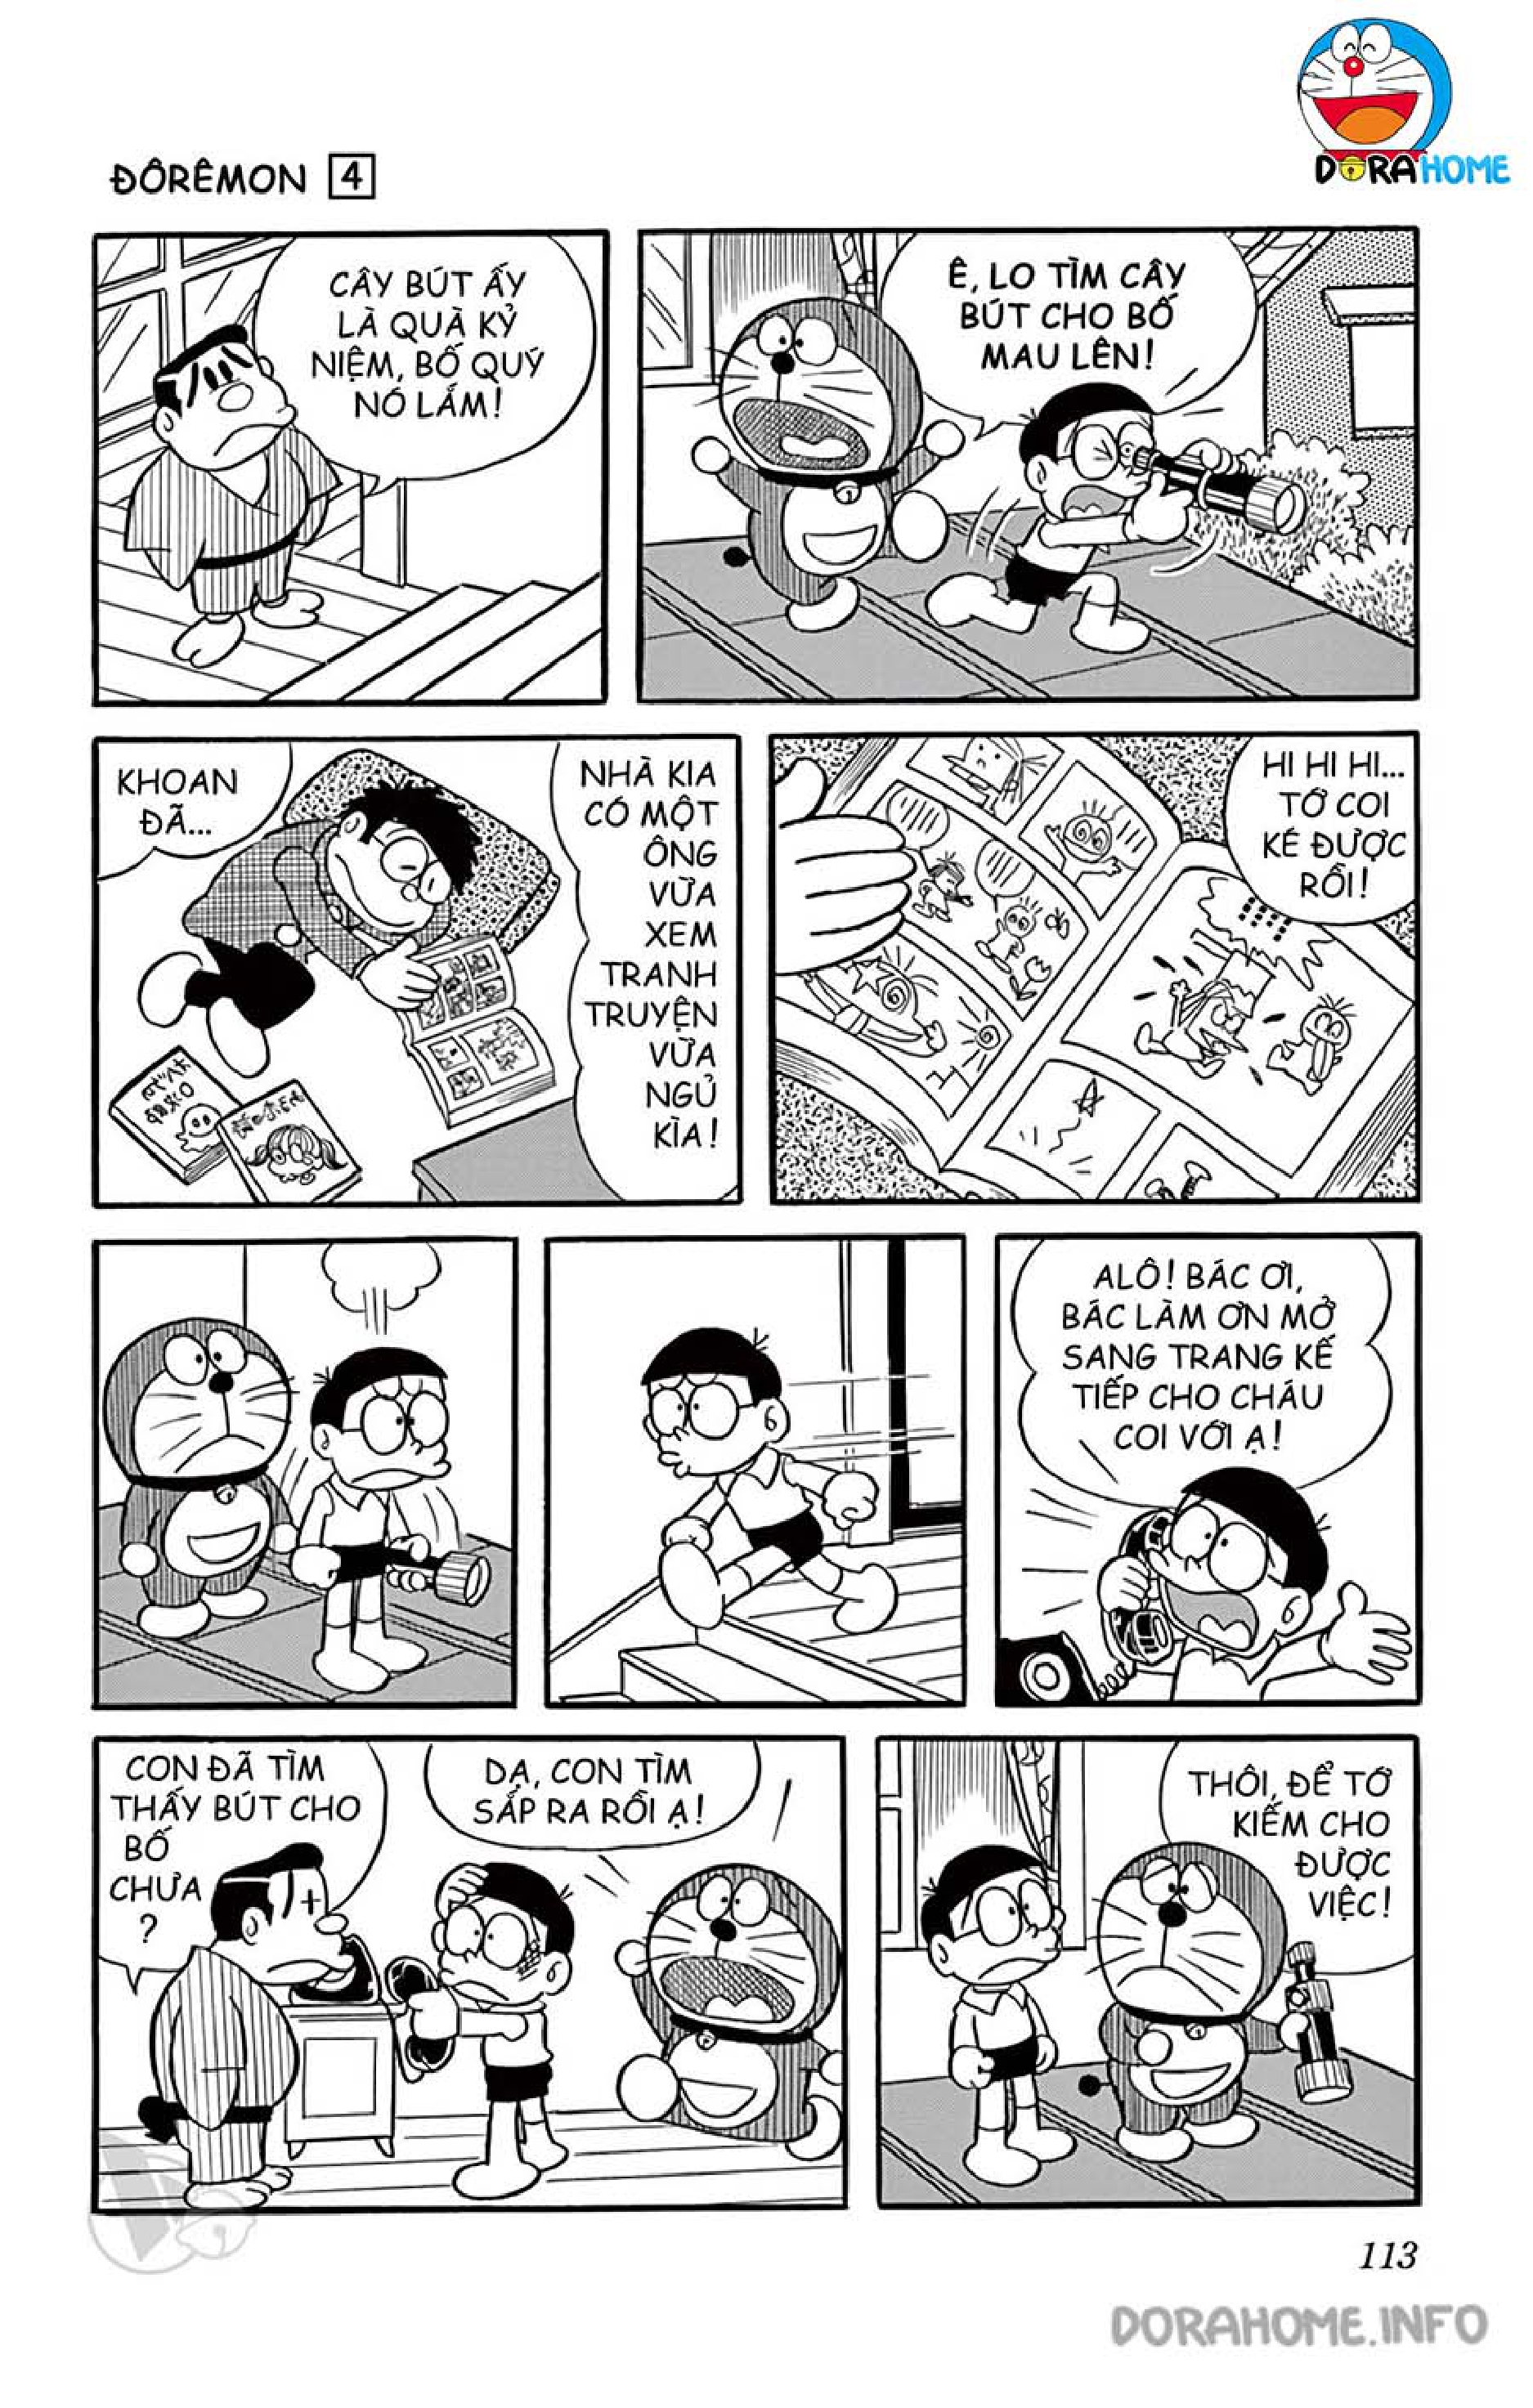 DORAHOME
ĐÔRÊMON 4
CÂY BÚT ẤY
LÀ QUÀ KỶ
NIỆM, BỐ QUÝ
NÓ LẮM!
Ê, LO TÌM CÂY
BÚT CHO BỐ
MAU LÊN!
KHOAN
ĐÃ...
NHÀ KIA
CÓ MỘT
ÔNG
VỪA
XEM
TRANH
TRUYỆN
VỪA
NGỦ
KÌA!
HI HI HI...
TỚ COI
KÉ ĐƯỢC
RỒI!
ALÔ! BÁC ƠI,
BÁC LÀM ƠN MỞ
SANG TRANG KẾ
TIẾP CHO CHÁU
COI VỚI Ạ!
CON ĐÃ TÌM
THẤY BÚT CHO
BỐ
CHƯA
?
DẠ, CON TÌM
SẮP RA RỒI Ạ!
THÔI, ĐỂ TỚ
KIẾM CHO
ĐƯỢC
VIỆC!
113
DORAHOME.INFO